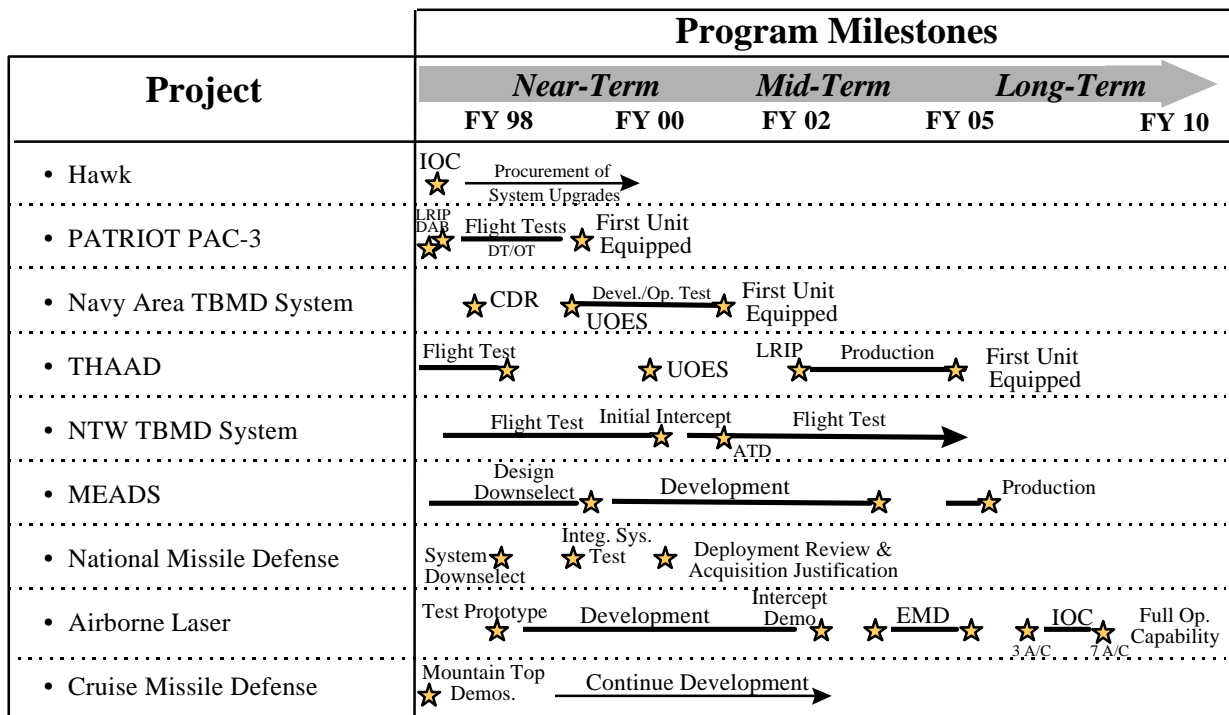 Program Milestones
Project
Near-Term Mid-Term Long-Term
FY 98 FY 00 FY 02 FY 05 FY 10
• Hawk
IOC
Procurement of
System Upgrades
• PATRIOT PAC-3
LRIP
DAB
Flight Tests
DT/OT
First Unit
Equipped
• Navy Area TBMD System
CDR
Devel./Op. Test
UOES
First Unit
Equipped
• THAAD
Flight Test
UOES
LRIP
Production
First Unit
Equipped
• NTW TBMD System
Flight Test
Initial Intercept
ATD
Flight Test
• MEADS
Design
Downselect
Development
Production
• National Missile Defense
System
Downselect
Integ. Sys.
Test
Deployment Review &
Acquisition Justification
• Airborne Laser
Test Prototype
Development
Intercept
Demo
EMD
3 A/C
IOC
7 A/C
Full Op.
Capability
• Cruise Missile Defense
Mountain Top
Demos.
Continue Development